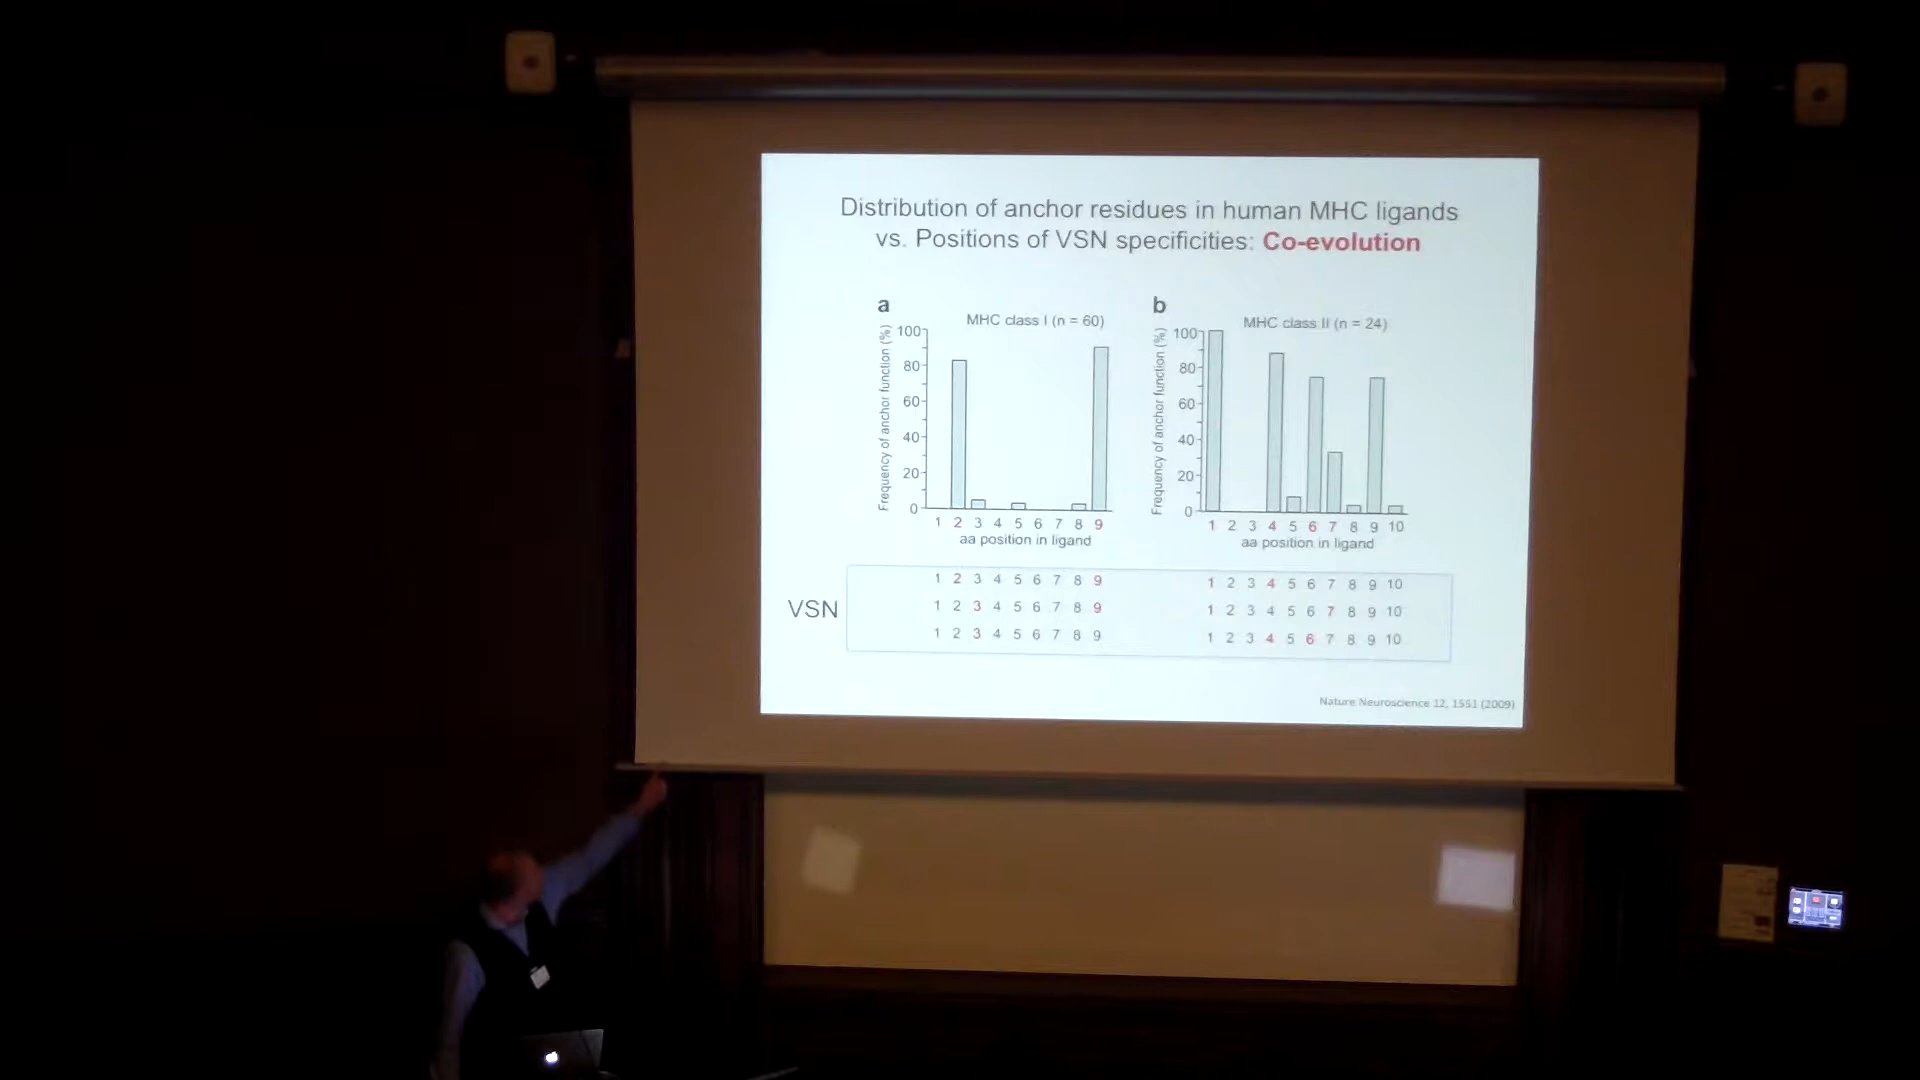 Distribution of anchor residues in human MHC ligands
vs. Positions of VSN specificities: Co-evolution
a
MHC class I (n = 60)
Frequency of anchor function (%)
100
80
60
40
20
0
1 2 3 4 5 6 7 8 9
aa position in ligand
b
MHC class II (n = 24)
Frequency of anchor function (%)
100
80
60
40
20
0
1 2 3 4 5 6 7 8 9 10
aa position in ligand
VSN
1 2 3 4 5 6 7 8 9
1 2 3 4 5 6 7 8 9
1 2 3 4 5 6 7 8 9
1 2 3 4 5 6 7 8 9 10
1 2 3 4 5 6 7 8 9 10
1 2 3 4 5 6 7 8 9 10
Nature Neuroscience 12, 1551 (2009)